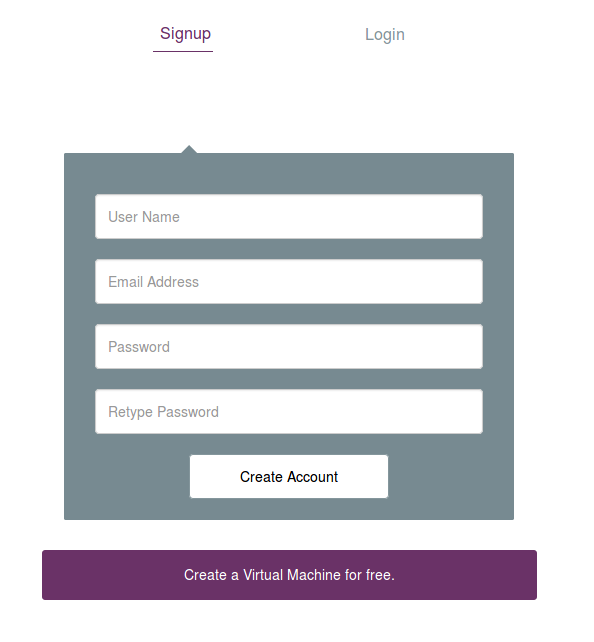 Signup Login
User Name
Email Address
Password
Retype Password
Create Account
Create a Virtual Machine for free.